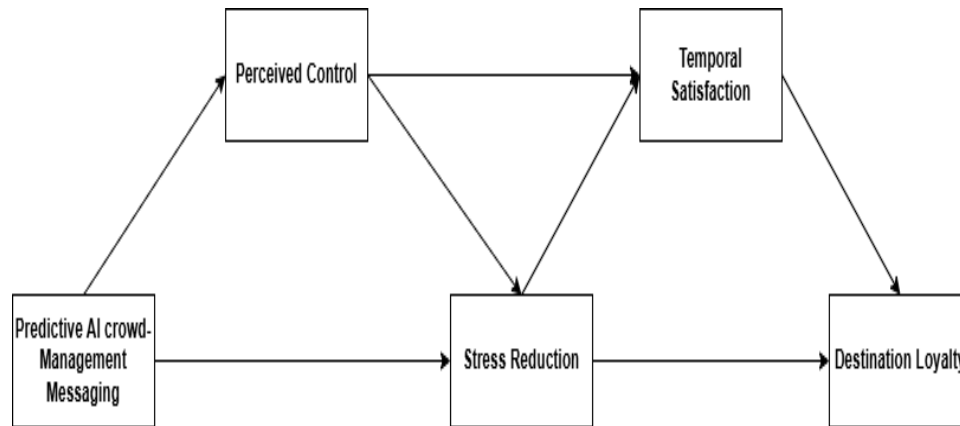 Perceived Control
Temporal
Satisfaction
Predictive AI crowd-
Management
Messaging
Stress Reduction
Destination Loyalty